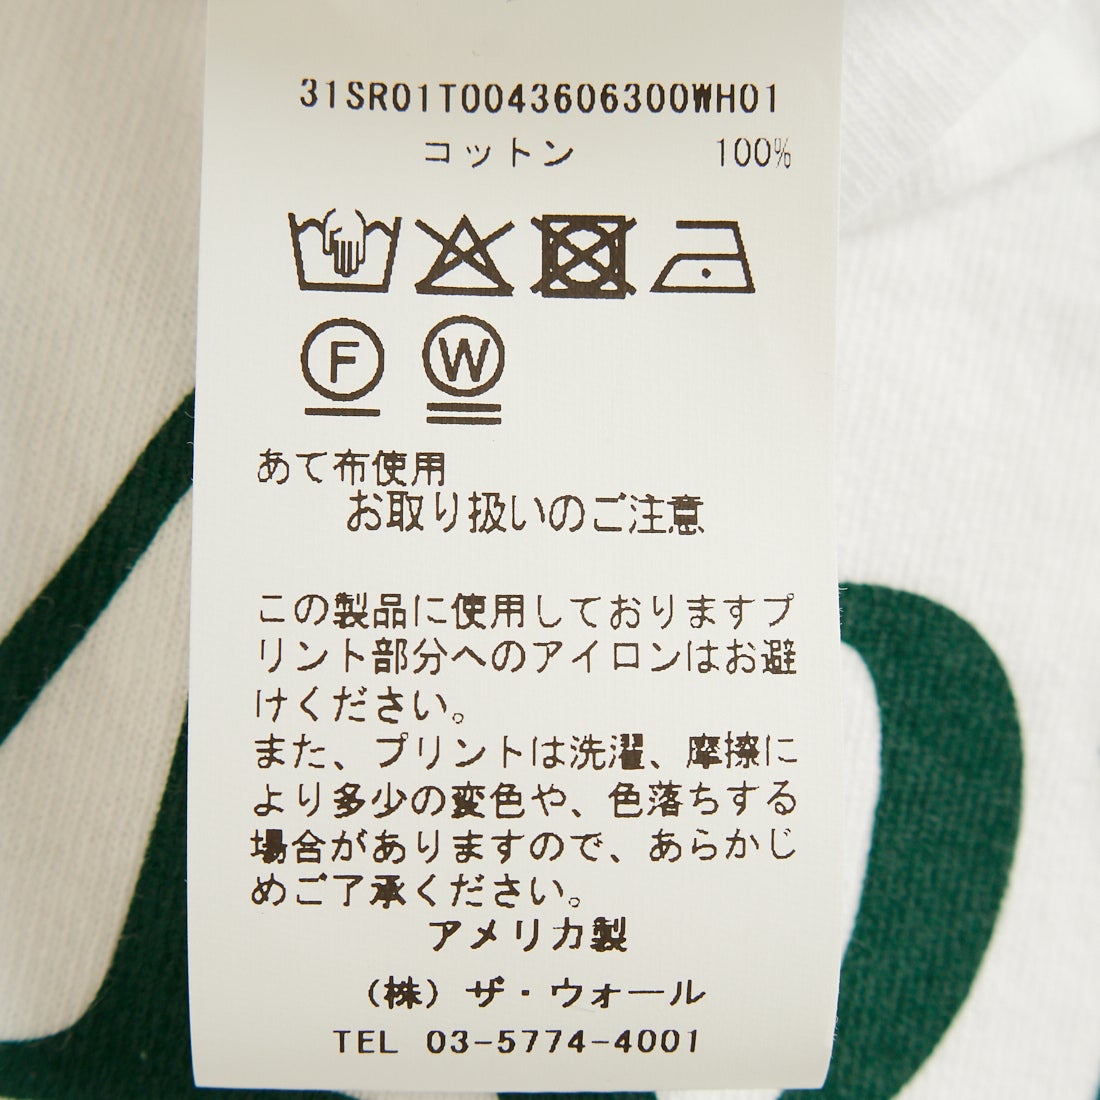 31SR01T0043606300WH01
コットン 100%
F W
あて布使用
お取り扱いのご注意
この製品に使用しておりますプ
リント部分へのアイロンはお避
けください。
また、プリントは洗濯、摩擦に
より多少の変色や、色落ちする
場合がありますので、あらかじ
めご了承ください。
アメリカ製
(株)ザ・ウォール
TEL 03-5774-4001